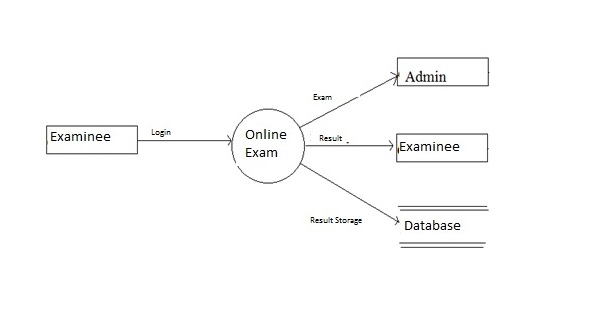 Examinee
Login
Online
Exam
Exam
Admin
Result
Examinee
Result Storage
Database